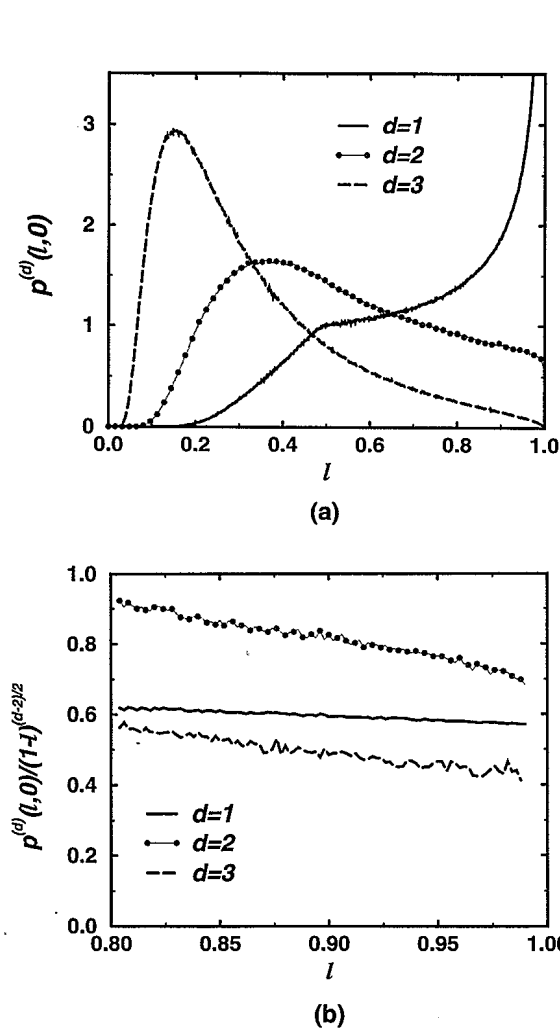 d=1
d=2
d=3
3
2
1
0
p^(d)(l,0)
0.0 0.2 0.4 0.6 0.8 1.0
l
(a)
1.0
0.8
0.6
0.4
0.2
0.0
p^(d)(l,0)/(1-l)^(d-2)/2
d=1
d=2
d=3
0.80 0.85 0.90 0.95 1.00
l
(b)